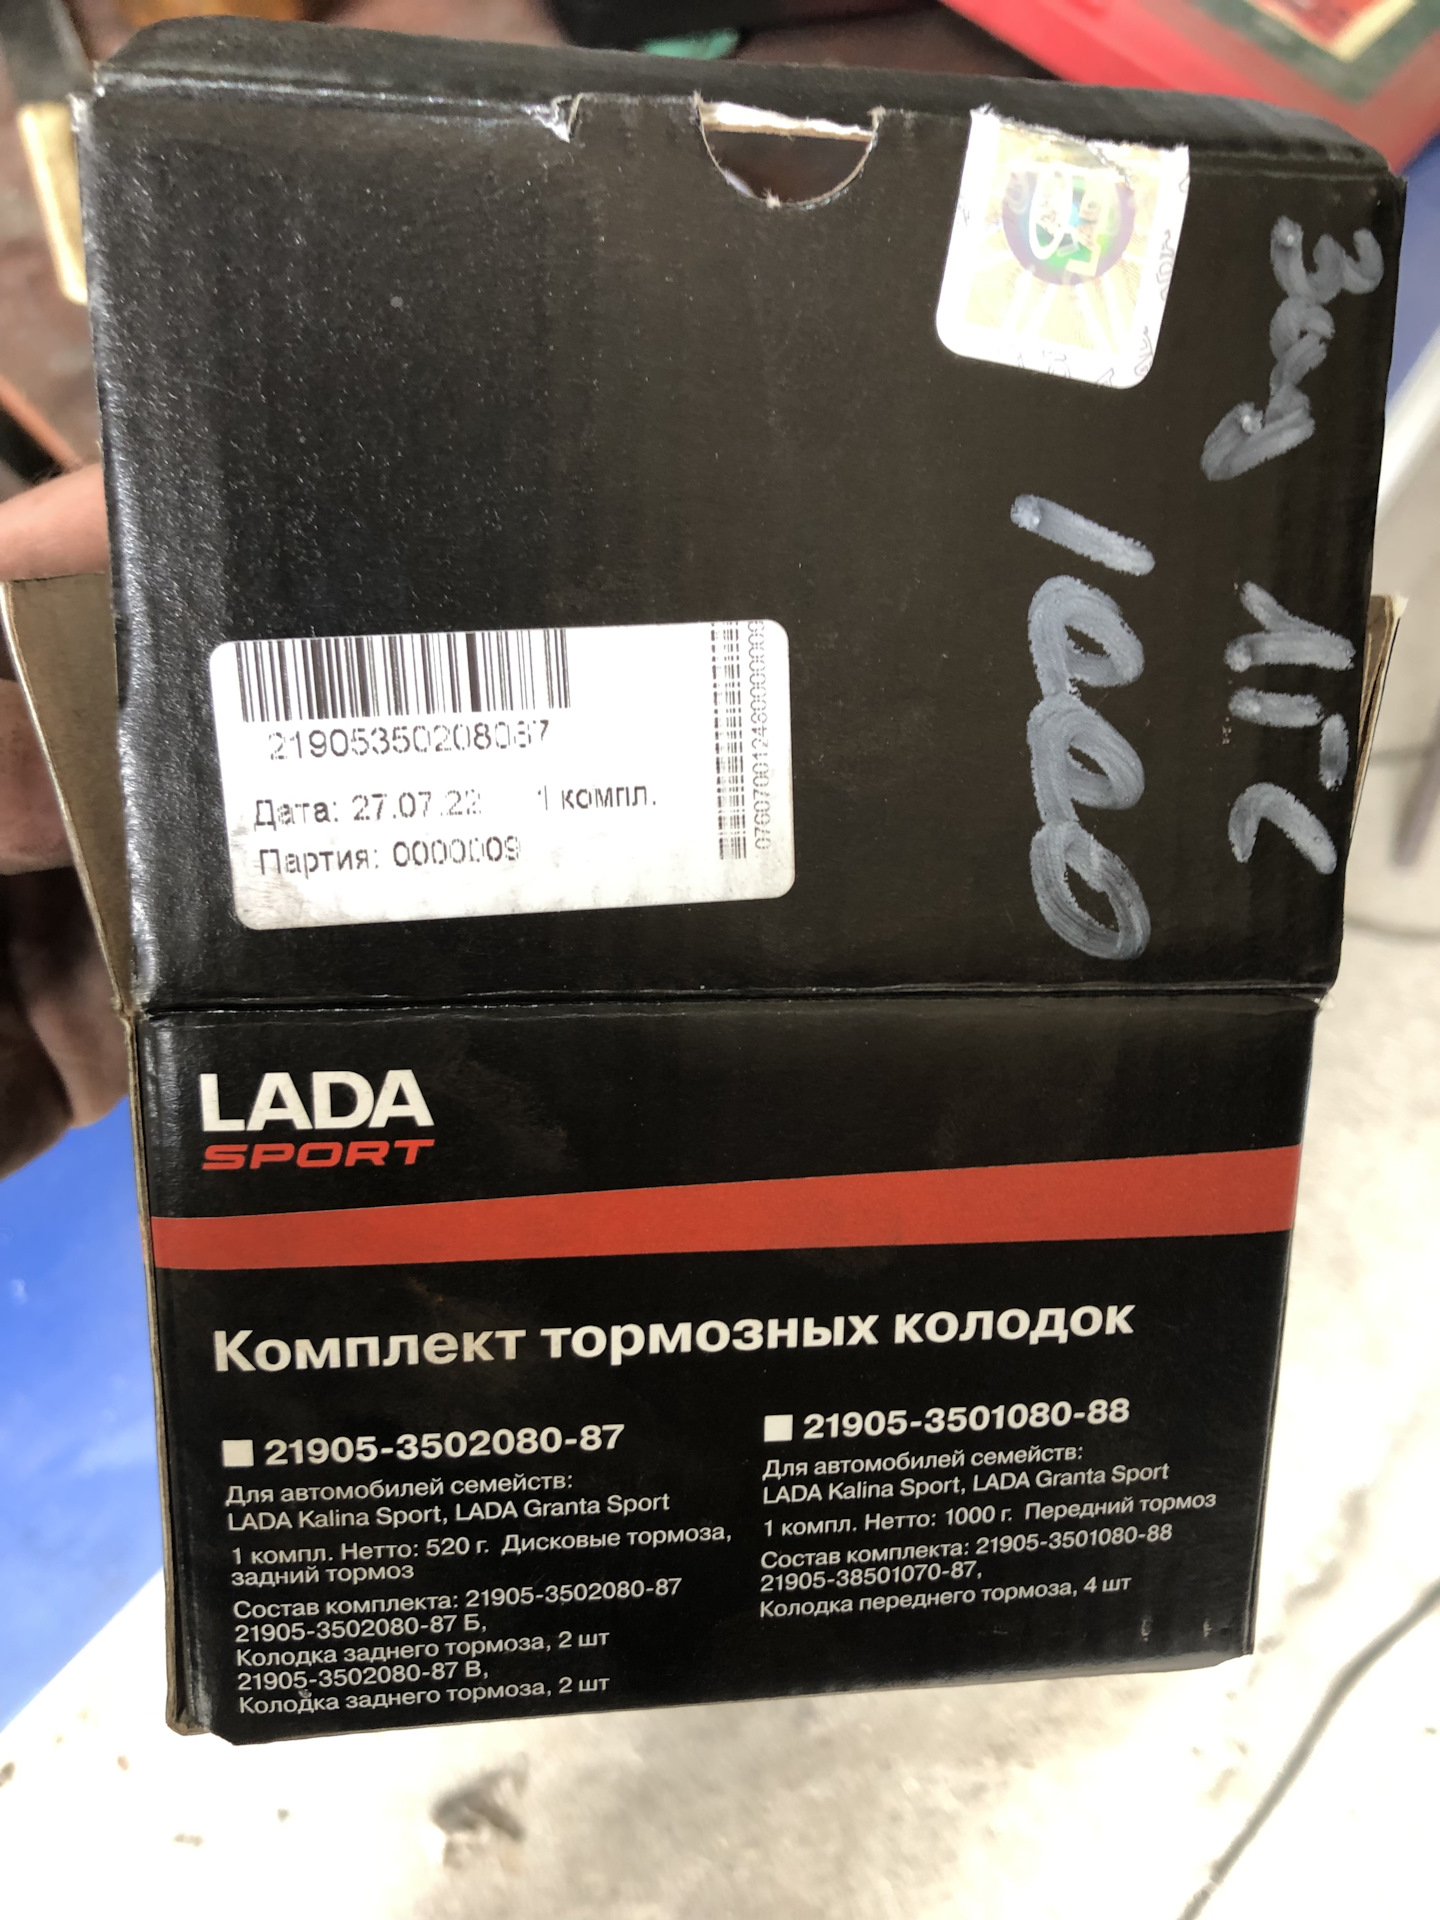 зад
ЛГС
1000
21905350208087
Дата: 27.07.22 1 компл.
Партия: 0000009
LADA
SPORT
Комплект тормозных колодок
21905-3502080-87
Для автомобилей семейств:
LADA Kalina Sport, LADA Granta Sport
1 компл. Нетто: 520 г. Дисковые тормоза,
задний тормоз
Состав комплекта: 21905-3502080-87
21905-3502080-87 Б,
Колодка заднего тормоза, 2 шт
21905-3502080-87 В,
Колодка заднего тормоза, 2 шт
21905-3501080-88
Для автомобилей семейств:
LADA Kalina Sport, LADA Granta Sport
1 компл. Нетто: 1000 г. Передний тормоз
Состав комплекта: 21905-3501080-88
21905-38501070-87,
Колодка переднего тормоза, 4 шт